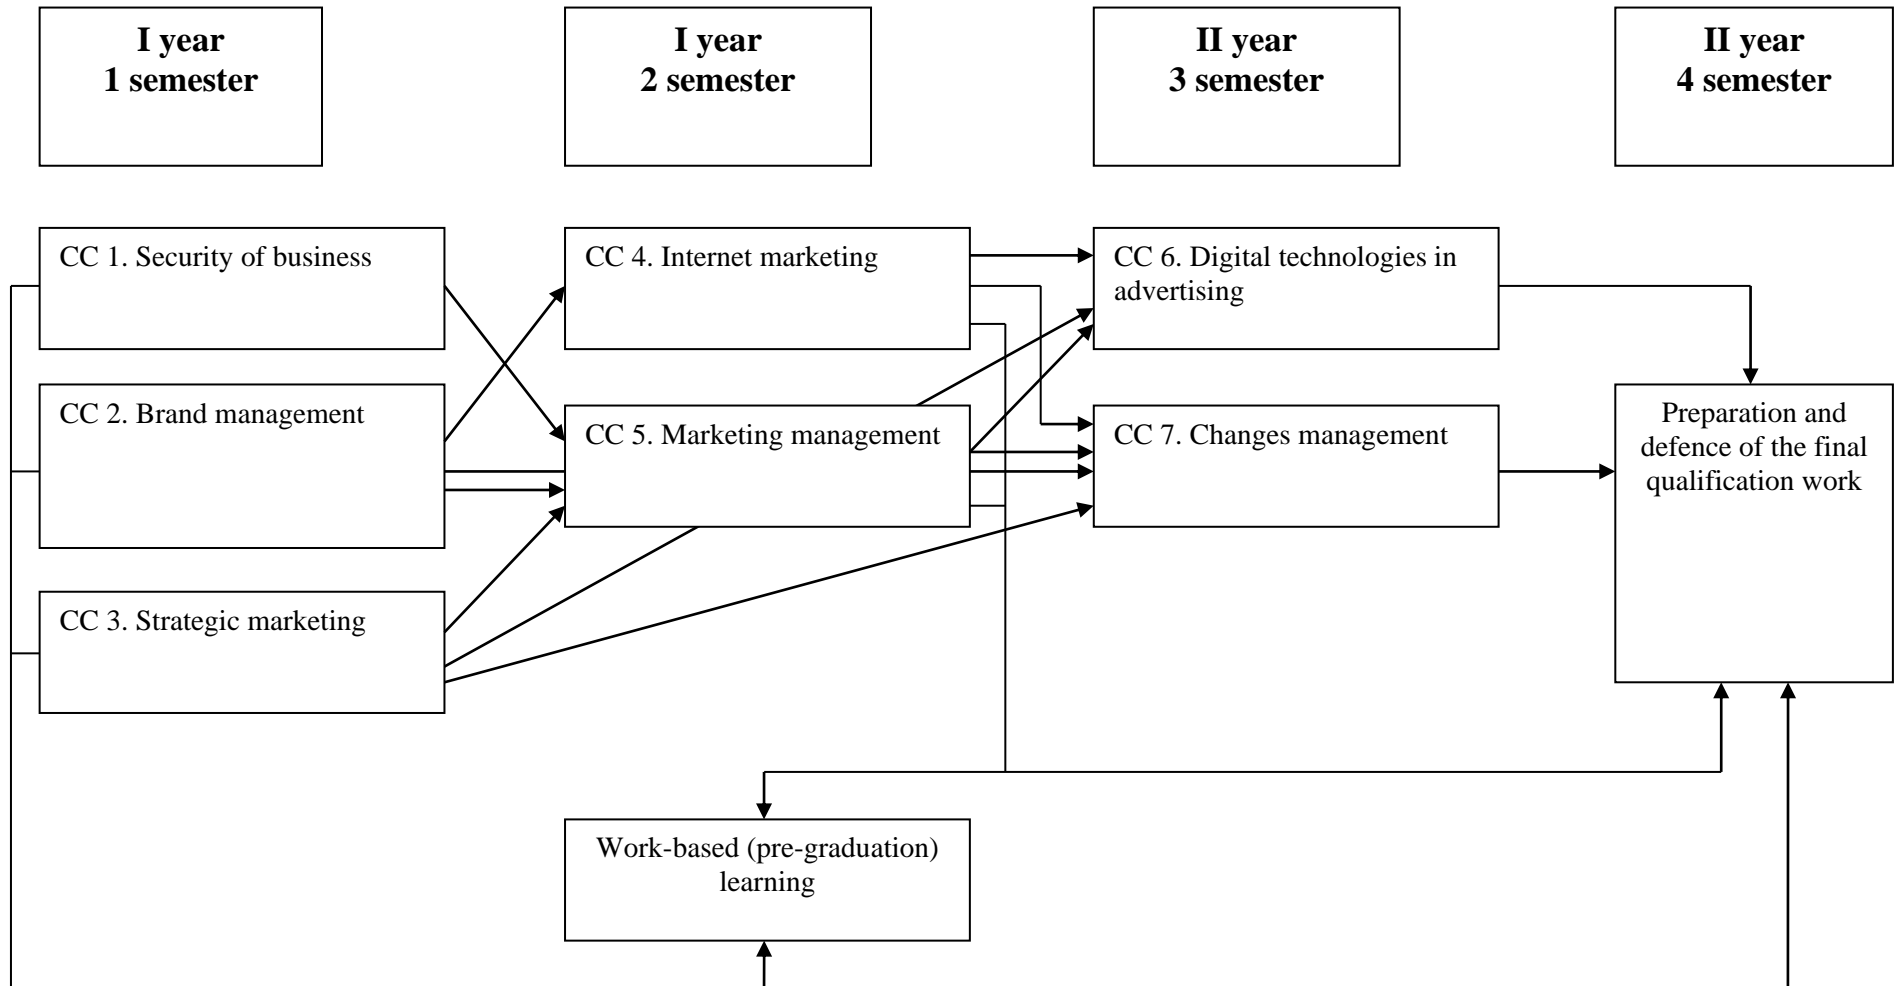 I year
1 semester
I year
2 semester
II year
3 semester
II year
4 semester
CC 1. Security of business
CC 4. Internet marketing
CC 6. Digital technologies in
advertising
CC 2. Brand management
CC 5. Marketing management
CC 7. Changes management
Preparation and
defence of the final
qualification work
CC 3. Strategic marketing
Work-based (pre-graduation)
learning